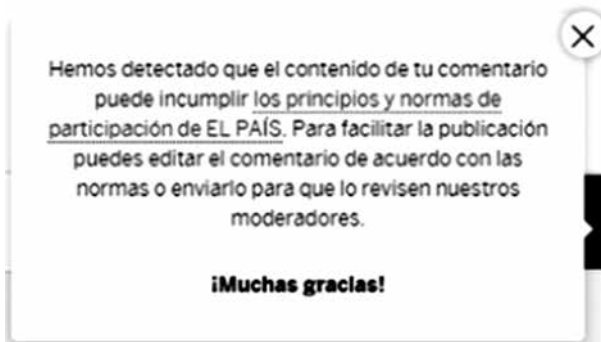 Hemos detectado que el contenido de tu comentario
puede incumplir los principios y normas de
participación de EL PAÍS. Para facilitar la publicación
puedes editar el comentario de acuerdo con las
normas o enviarlo para que lo revisen nuestros
moderadores.
¡Muchas gracias!